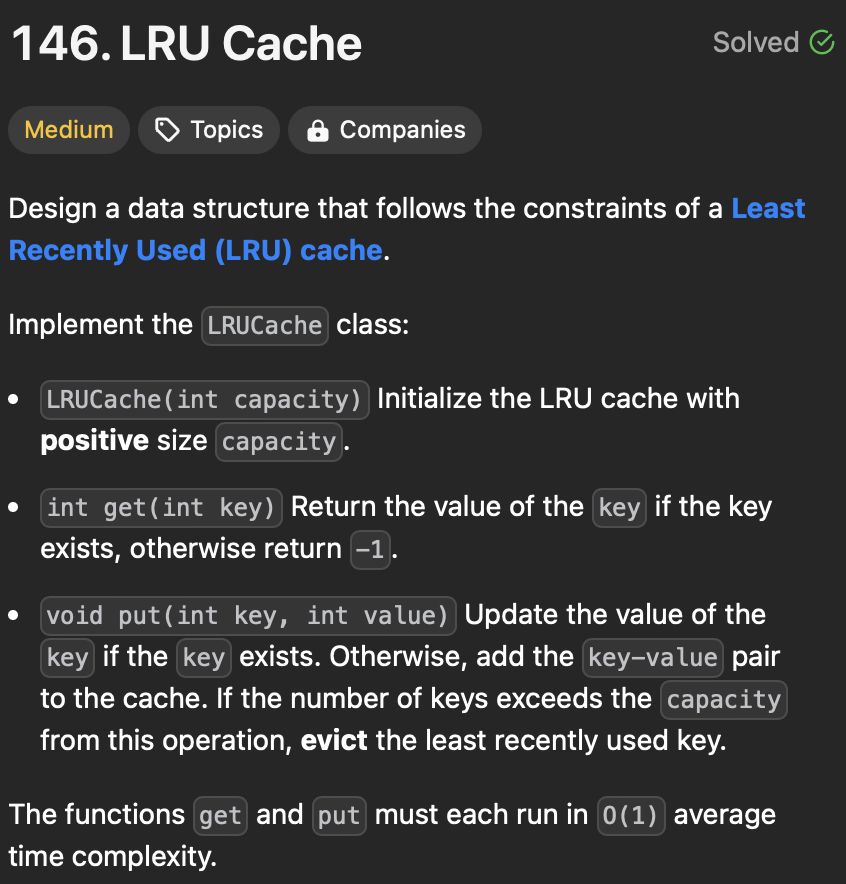 146. LRU Cache
Solved
Medium Topics Companies
Design a data structure that follows the constraints of a Least
Recently Used (LRU) cache.
Implement the LRUCache class:
• LRUCache(int capacity) Initialize the LRU cache with
positive size capacity.
• int get(int key) Return the value of the key if the key
exists, otherwise return -1.
• void put(int key, int value) Update the value of the
key if the key exists. Otherwise, add the key-value pair
to the cache. If the number of keys exceeds the capacity
from this operation, evict the least recently used key.
The functions get and put must each run in O(1) average
time complexity.